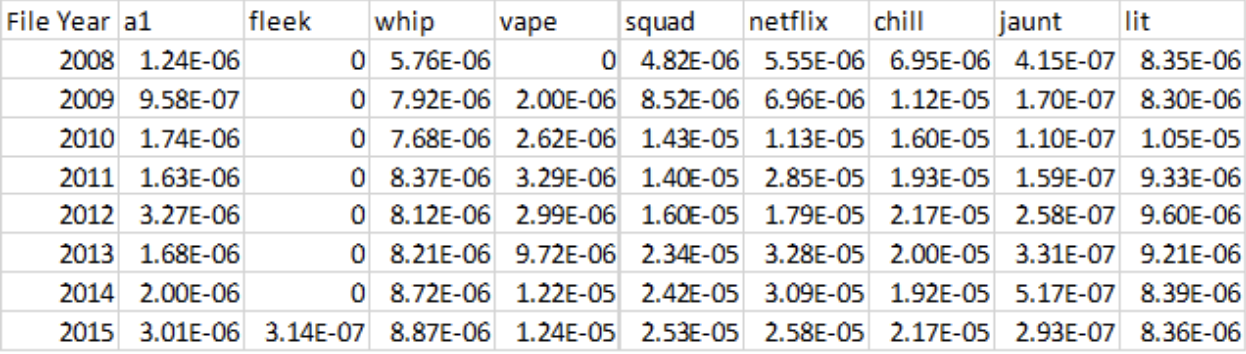 File Year a1 fleek whip vape squad netflix chill jaunt lit
2008 1.24E-06 0 5.76E-06 0 4.82E-06 5.55E-06 6.95E-06 4.15E-07 8.35E-06
2009 9.58E-07 0 7.92E-06 2.00E-06 8.52E-06 6.96E-06 1.12E-05 1.70E-07 8.30E-06
2010 1.74E-06 0 7.68E-06 2.62E-06 1.43E-05 1.13E-05 1.60E-05 1.10E-07 1.05E-05
2011 1.63E-06 0 8.37E-06 3.29E-06 1.40E-05 2.85E-05 1.93E-05 1.59E-07 9.33E-06
2012 3.27E-06 0 8.12E-06 2.99E-06 1.60E-05 1.79E-05 2.17E-05 2.58E-07 9.60E-06
2013 1.68E-06 0 8.21E-06 9.72E-06 2.34E-05 3.28E-05 2.00E-05 3.31E-07 9.21E-06
2014 2.00E-06 0 8.72E-06 1.22E-05 2.42E-05 3.09E-05 1.92E-05 5.17E-07 8.39E-06
2015 3.01E-06 3.14E-07 8.87E-06 1.24E-05 2.53E-05 2.58E-05 2.17E-05 2.93E-07 8.36E-06